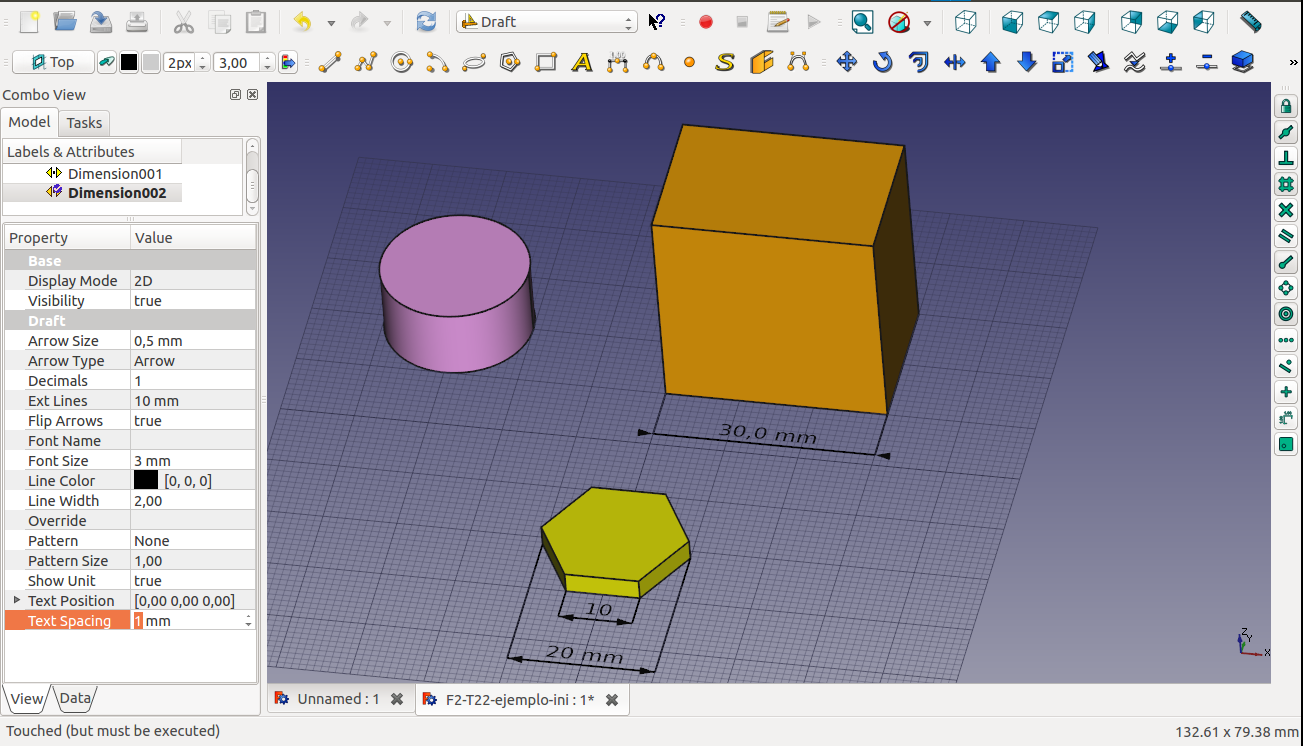 Draft
Top
2px
3,00
»
Combo View
Model
Tasks
Labels & Attributes
Dimension001
Dimension002
Property Value
Base
Display Mode 2D
Visibility true
Draft
Arrow Size 0,5 mm
Arrow Type Arrow
Decimals 1
Ext Lines 10 mm
Flip Arrows true
Font Name
Font Size 3 mm
Line Color [0, 0, 0]
Line Width 2,00
Override
Pattern None
Pattern Size 1,00
Show Unit true
Text Position [0,00 0,00 0,00]
Text Spacing 1 mm
View
Data
30,0 mm
10
20 mm
Z
Y
X
Unnamed : 1
F2-T22-ejemplo-ini : 1*
Touched (but must be executed)
132.61 x 79.38 mm